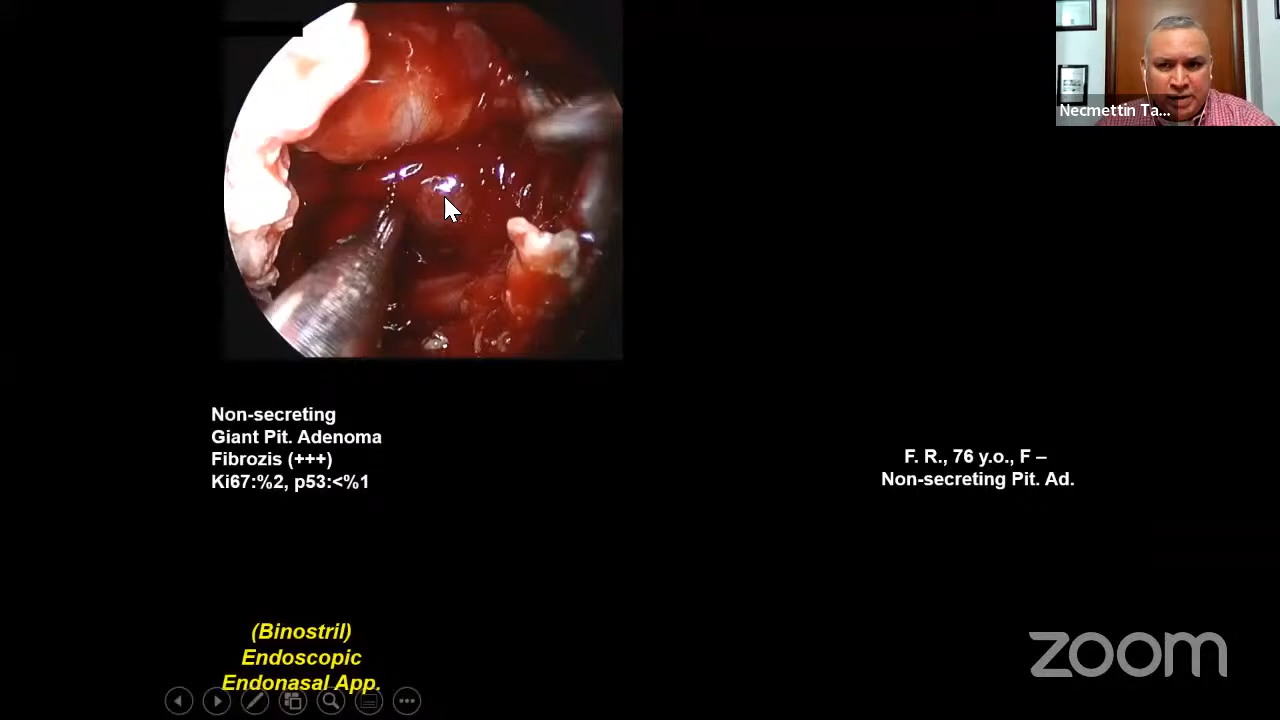 Necmettin Ta...
Non-secreting
Giant Pit. Adenoma
Fibrozis (+++)
Ki67:%2, p53:<%1
F. R., 76 y.o., F –
Non-secreting Pit. Ad.
(Binostril)
Endoscopic
Endonasal App.
zoom